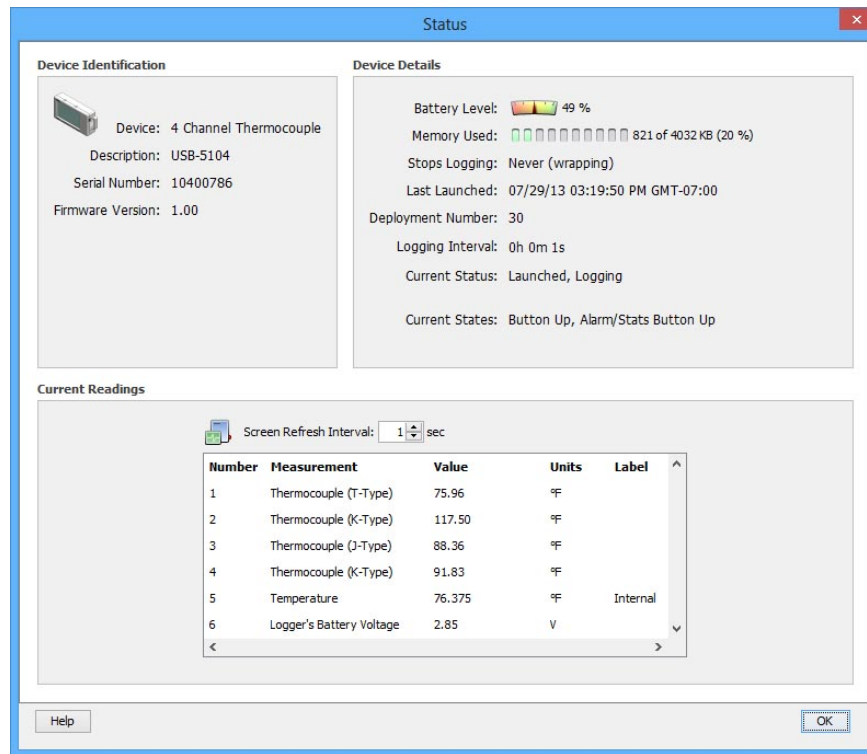 Status
Device Identification
Device: 4 Channel Thermocouple
Description: USB-5104
Serial Number: 10400786
Firmware Version: 1.00
Device Details
Battery Level: 49 %
Memory Used: 821 of 4032 KB (20 %)
Stops Logging: Never (wrapping)
Last Launched: 07/29/13 03:19:50 PM GMT-07:00
Deployment Number: 30
Logging Interval: 0h 0m 1s
Current Status: Launched, Logging
Current States: Button Up, Alarm/Stats Button Up
Current Readings
Screen Refresh Interval: 1 sec
Number Measurement Value Units Label
1 Thermocouple (T-Type) 75.96 °F
2 Thermocouple (K-Type) 117.50 °F
3 Thermocouple (J-Type) 88.36 °F
4 Thermocouple (K-Type) 91.83 °F
5 Temperature 76.375 °F Internal
6 Logger's Battery Voltage 2.85 V
Help OK